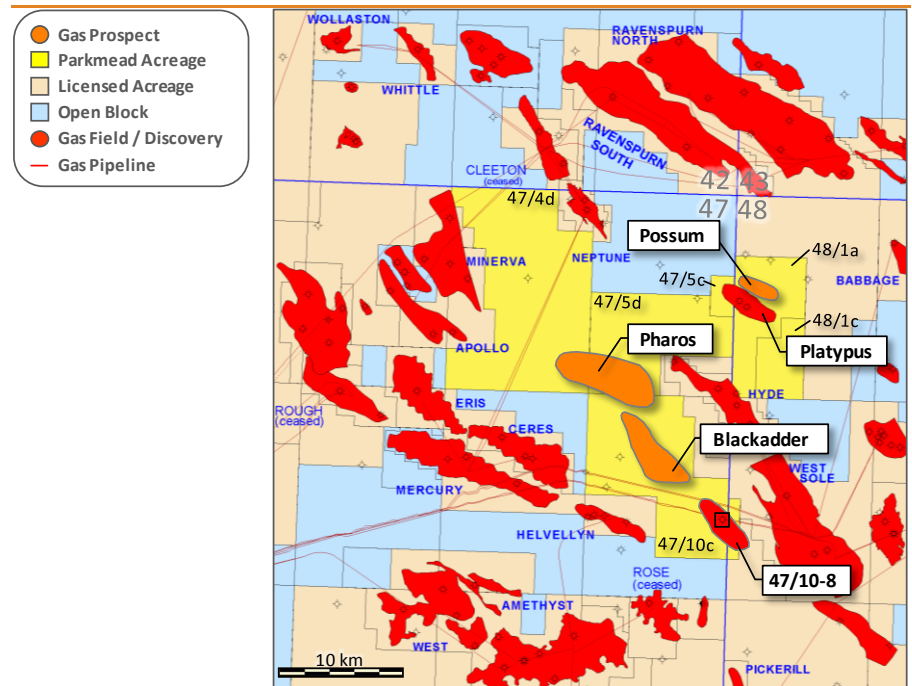 Gas Prospect
Parkmead Acreage
Licensed Acreage
Open Block
Gas Field / Discovery
Gas Pipeline
WOLLASTON
WHITTLE
RAVENSPURN
NORTH
RAVENSPURN
SOUTH
CLEETON
(ceased)
42 43
47 48
47/4d
Possum
48/1a
MINERVA
NEPTUNE
47/5c
BABBAGE
47/5d
48/1c
Pharos
Platypus
APOLLO
HYDE
ERIS
ROUGH
(ceased)
CERES
Blackadder
WEST
SOLE
MERCURY
HELVELLYN
47/10c
ROSE
(ceased)
47/10-8
AMETHYST
WEST
10 km
PICKERILL